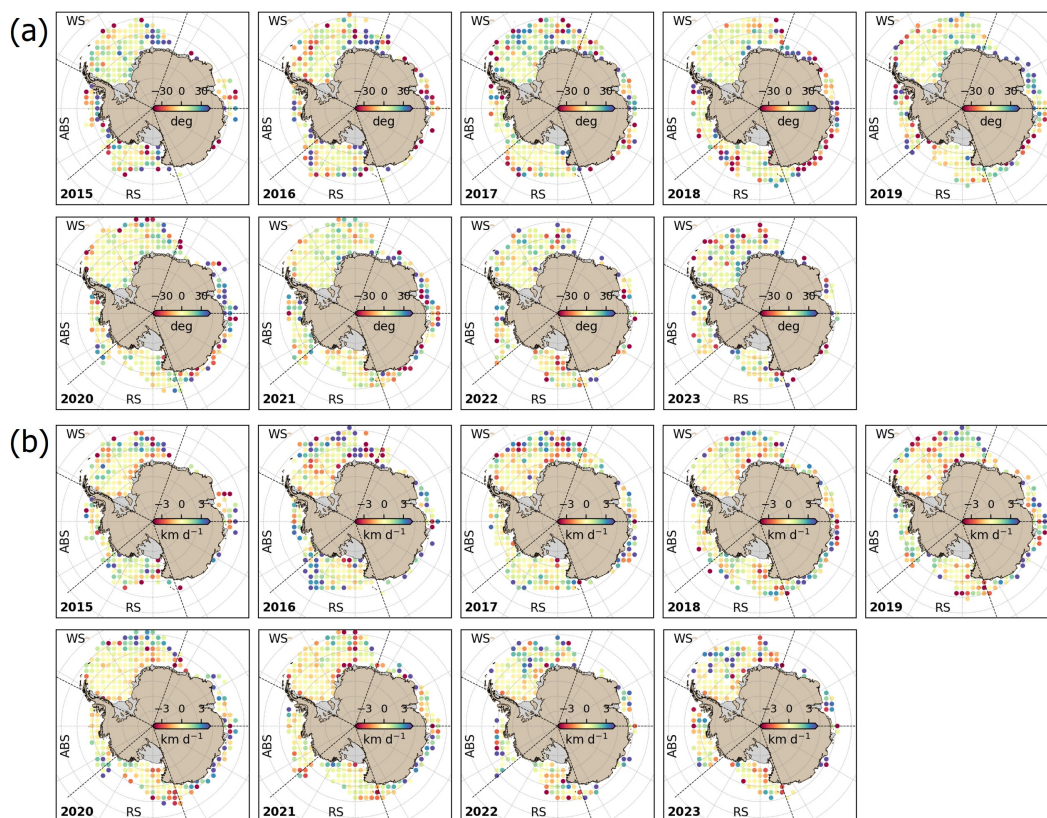 (a)
WS
ABS
-30 0 30
deg
2015
RS
WS
ABS
-30 0 30
deg
2016
RS
WS
ABS
-30 0 30
deg
2017
RS
WS
ABS
-30 0 30
deg
2018
RS
WS
ABS
-30 0 30
deg
2019
RS
WS
ABS
-30 0 30
deg
2020
RS
WS
ABS
-30 0 30
deg
2021
RS
WS
ABS
-30 0 30
deg
2022
RS
WS
ABS
-30 0 30
deg
2023
RS
(b)
WS
ABS
-3 0 3
km d⁻¹
2015
RS
WS
ABS
-3 0 3
km d⁻¹
2016
RS
WS
ABS
-3 0 3
km d⁻¹
2017
RS
WS
ABS
-3 0 3
km d⁻¹
2018
RS
WS
ABS
-3 0 3
km d⁻¹
2019
RS
WS
ABS
-3 0 3
km d⁻¹
2020
RS
WS
ABS
-3 0 3
km d⁻¹
2021
RS
WS
ABS
-3 0 3
km d⁻¹
2022
RS
WS
ABS
-3 0 3
km d⁻¹
2023
RS